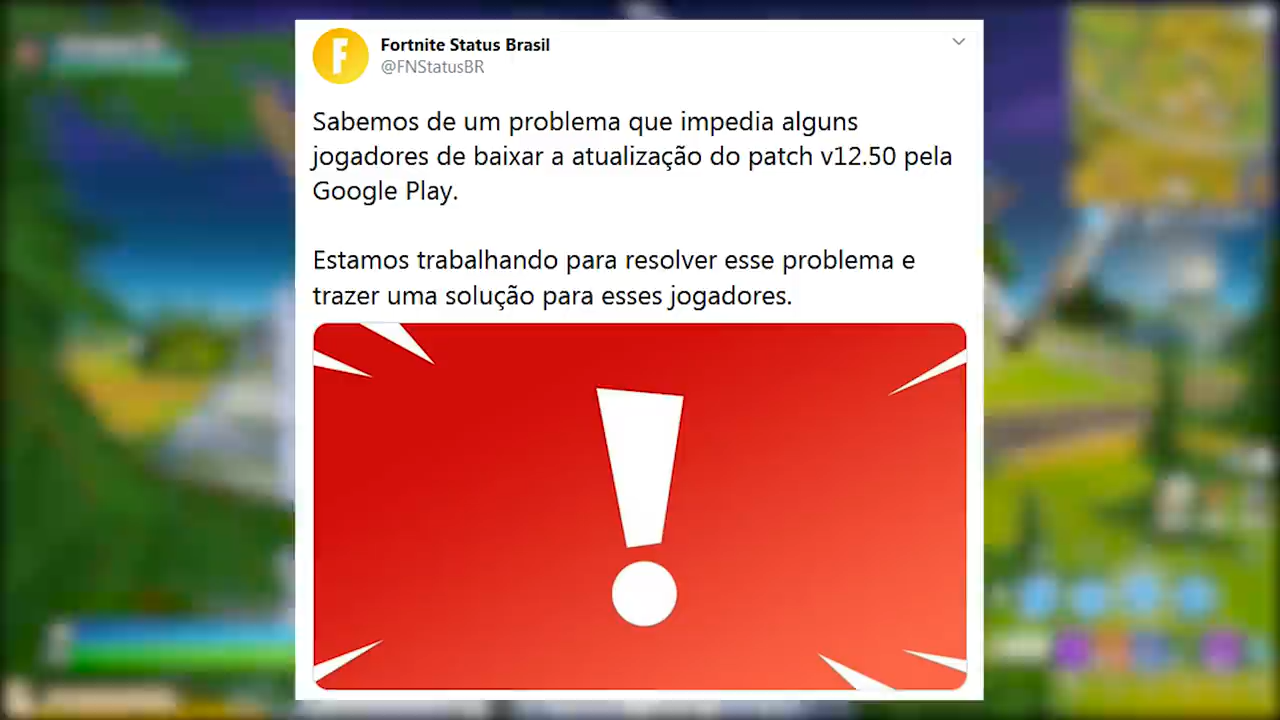 Fortnite Status Brasil
@FNStatusBR
Sabemos de um problema que impedia alguns
jogadores de baixar a atualização do patch v12.50 pela
Google Play.
Estamos trabalhando para resolver esse problema e
trazer uma solução para esses jogadores.
!